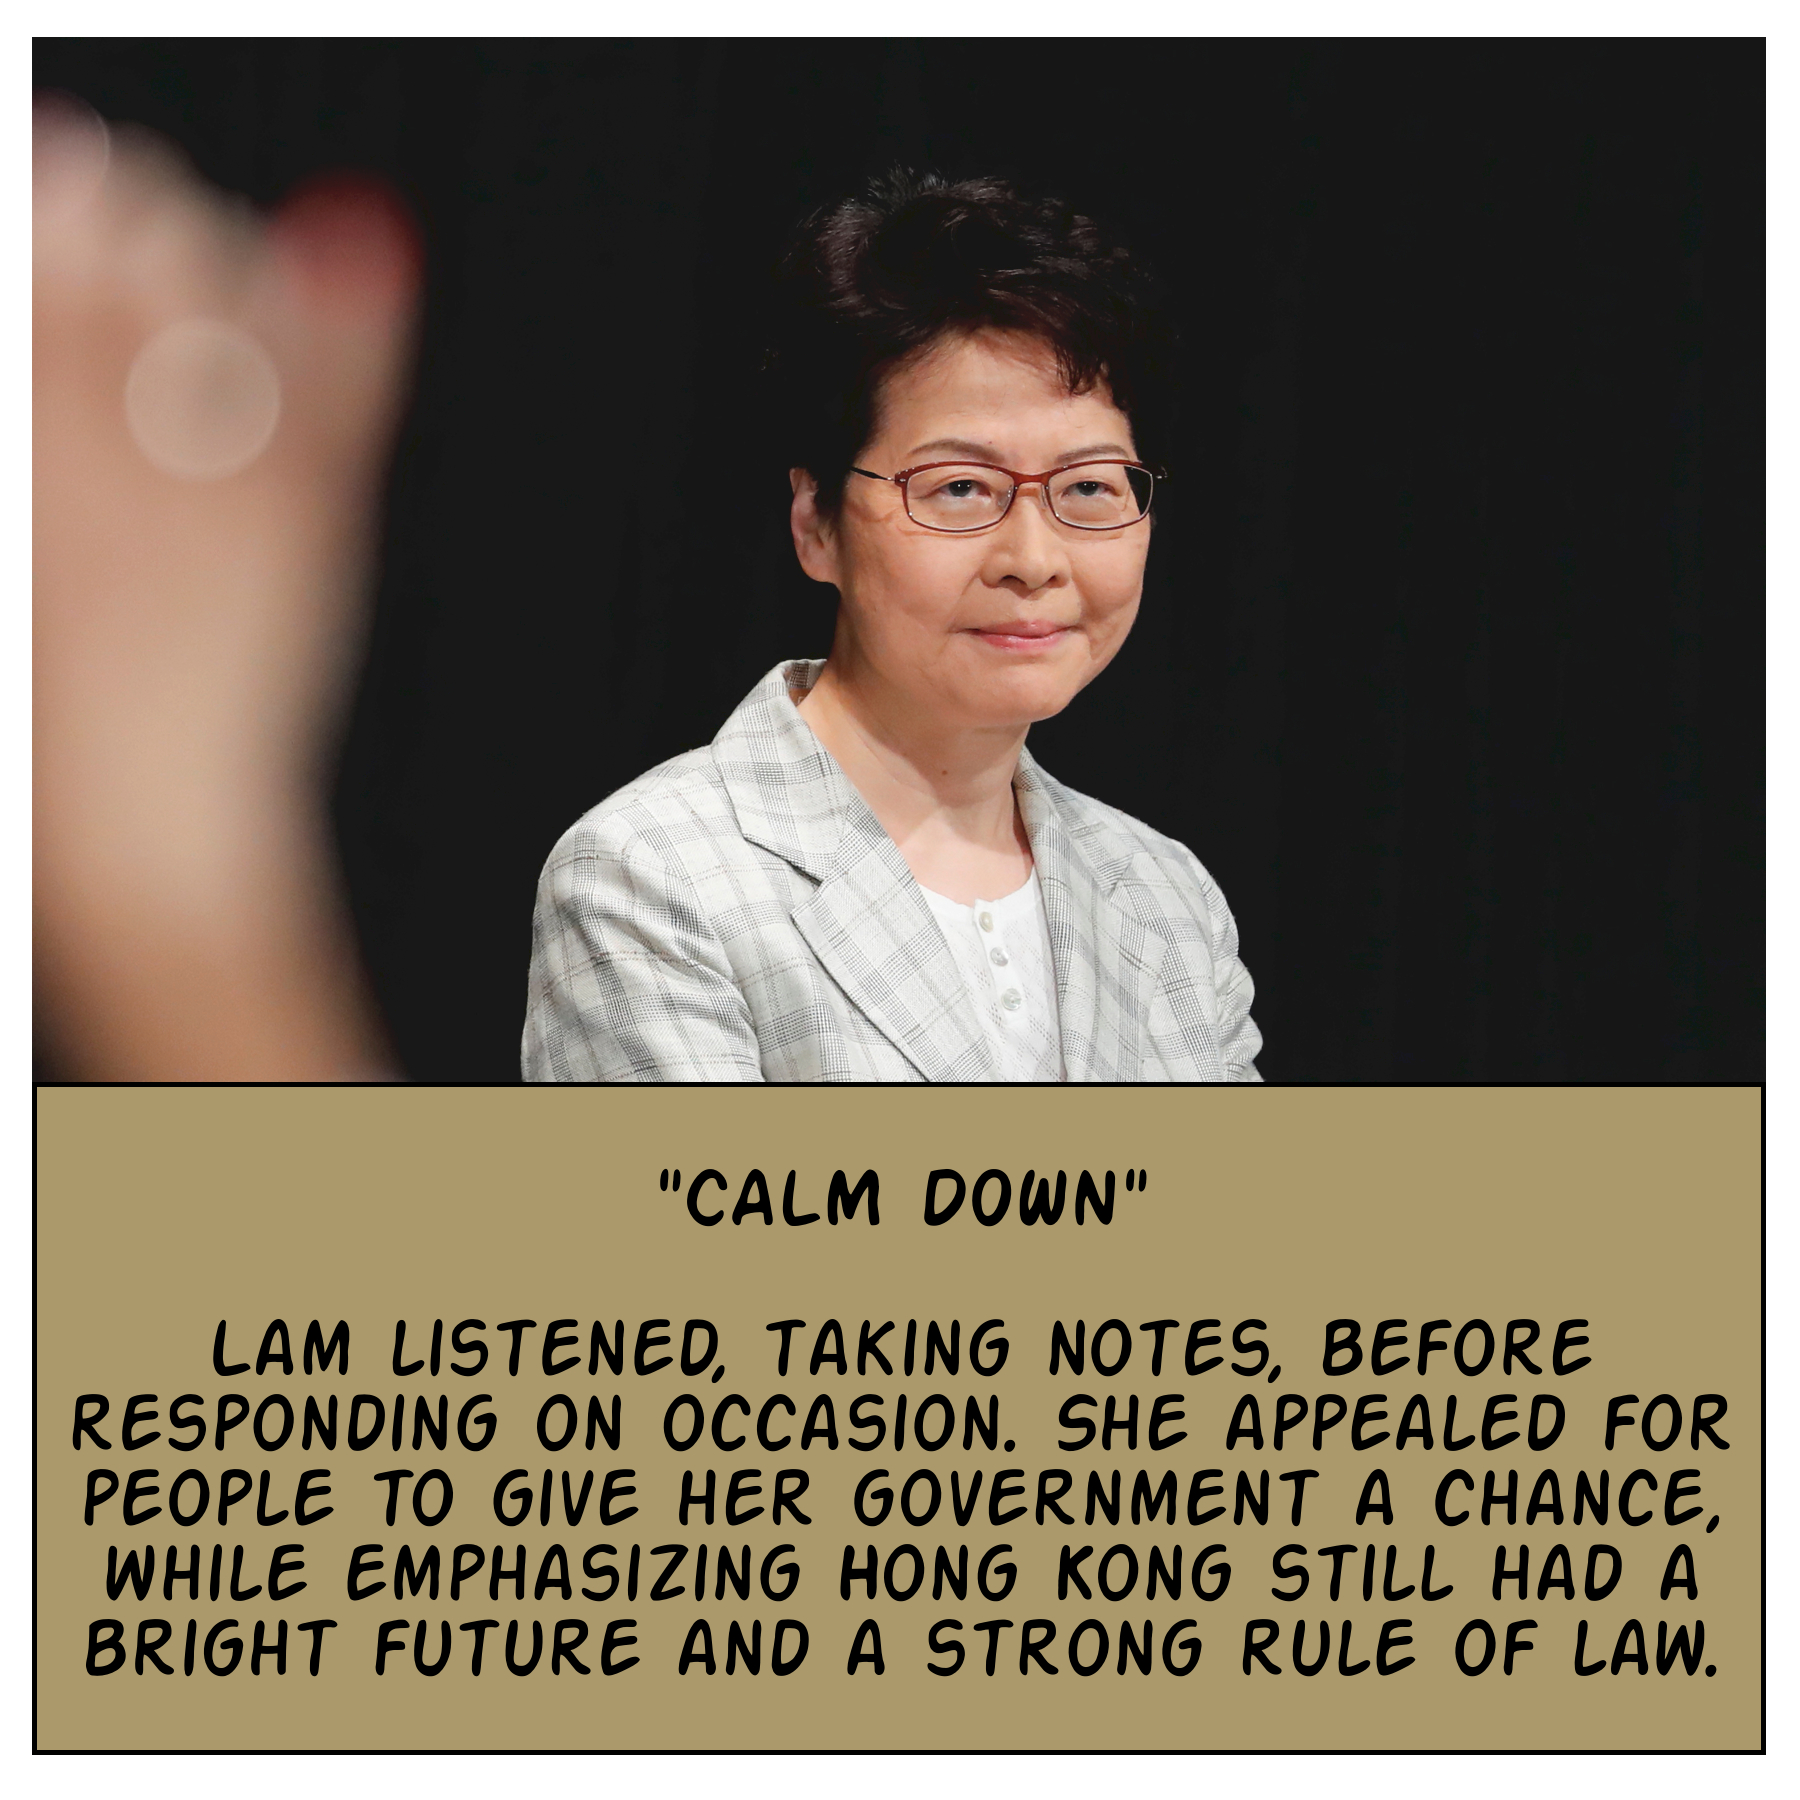 "CALM DOWN"
LAM LISTENED, TAKING NOTES, BEFORE
RESPONDING ON OCCASION. SHE APPEALED FOR
PEOPLE TO GIVE HER GOVERNMENT A CHANCE,
WHILE EMPHASIZING HONG KONG STILL HAD A
BRIGHT FUTURE AND A STRONG RULE OF LAW.